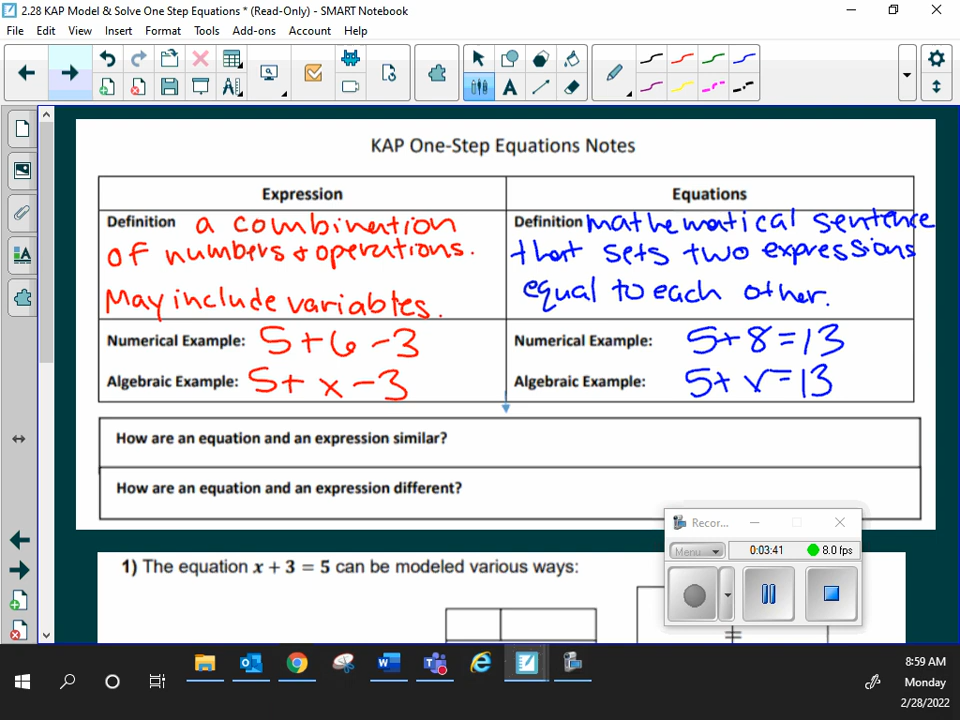 2.28 KAP Model & Solve One Step Equations * (Read-Only) - SMART Notebook
File Edit View Insert Format Tools Add-ons Account Help
KAP One-Step Equations Notes
Expression Equations
Definition a combination
of numbers + operations.
May include variables.
Definition mathematical sentence
that sets two expressions
equal to each other.
Numerical Example: 5+6-3
Algebraic Example: 5+ x-3
Numerical Example: 5+8=13
Algebraic Example: 5+ v=13
How are an equation and an expression similar?
How are an equation and an expression different?
Recor...
Menu 0:03:41 8.0 fps
1) The equation x + 3 = 5 can be modeled various ways:
8:59 AM
Monday
2/28/2022